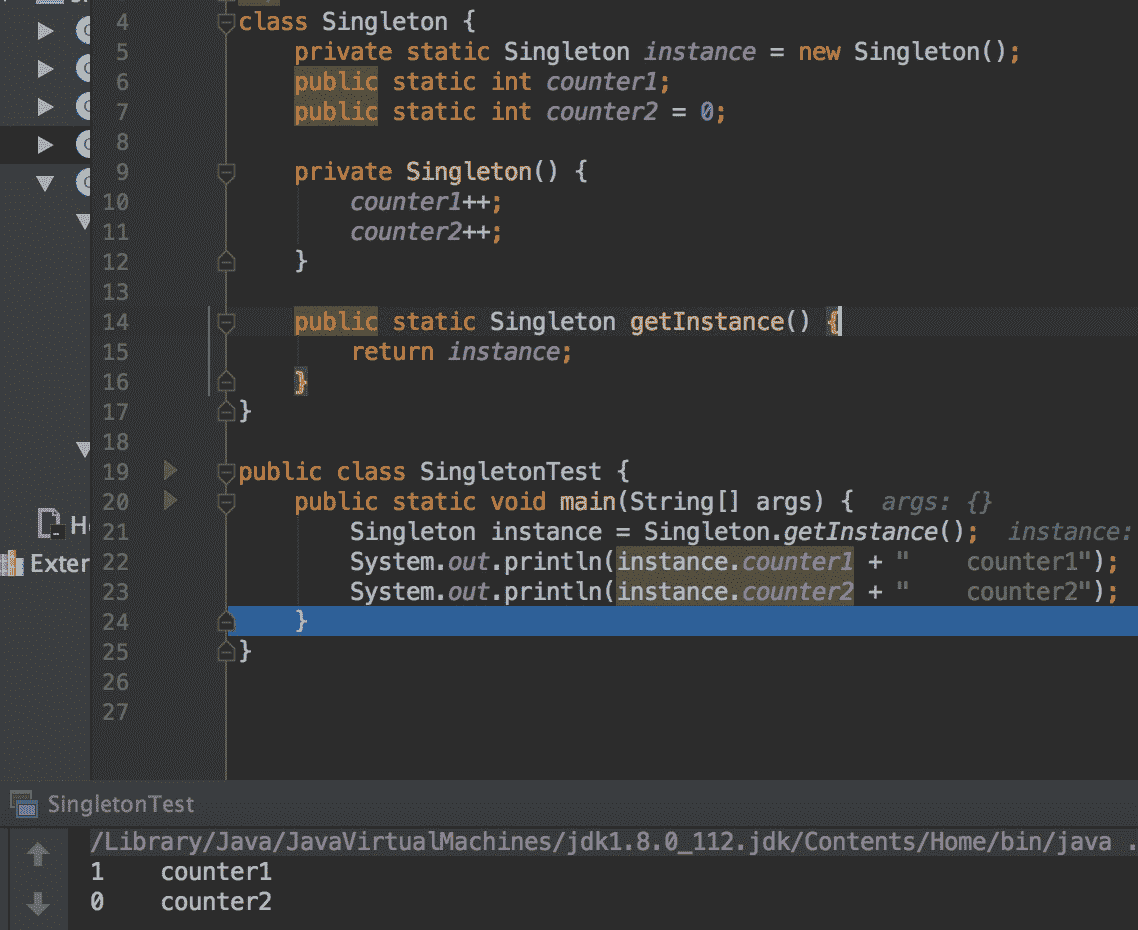 4 class Singleton {
5 private static Singleton instance = new Singleton();
6 public static int counter1;
7 public static int counter2 = 0;
8
9 private Singleton() {
10 counter1++;
11 counter2++;
12 }
13
14 public static Singleton getInstance() {
15 return instance;
16 }
17 }
18
19 public class SingletonTest {
20 public static void main(String[] args) { args: {}
21 Singleton instance = Singleton.getInstance(); instance:
22 System.out.println(instance.counter1 + "    counter1");
23 System.out.println(instance.counter2 + "    counter2");
24 }
25 }
26
27
Exter
SingletonTest
/Library/Java/JavaVirtualMachines/jdk1.8.0_112.jdk/Contents/Home/bin/java .
1    counter1
0    counter2